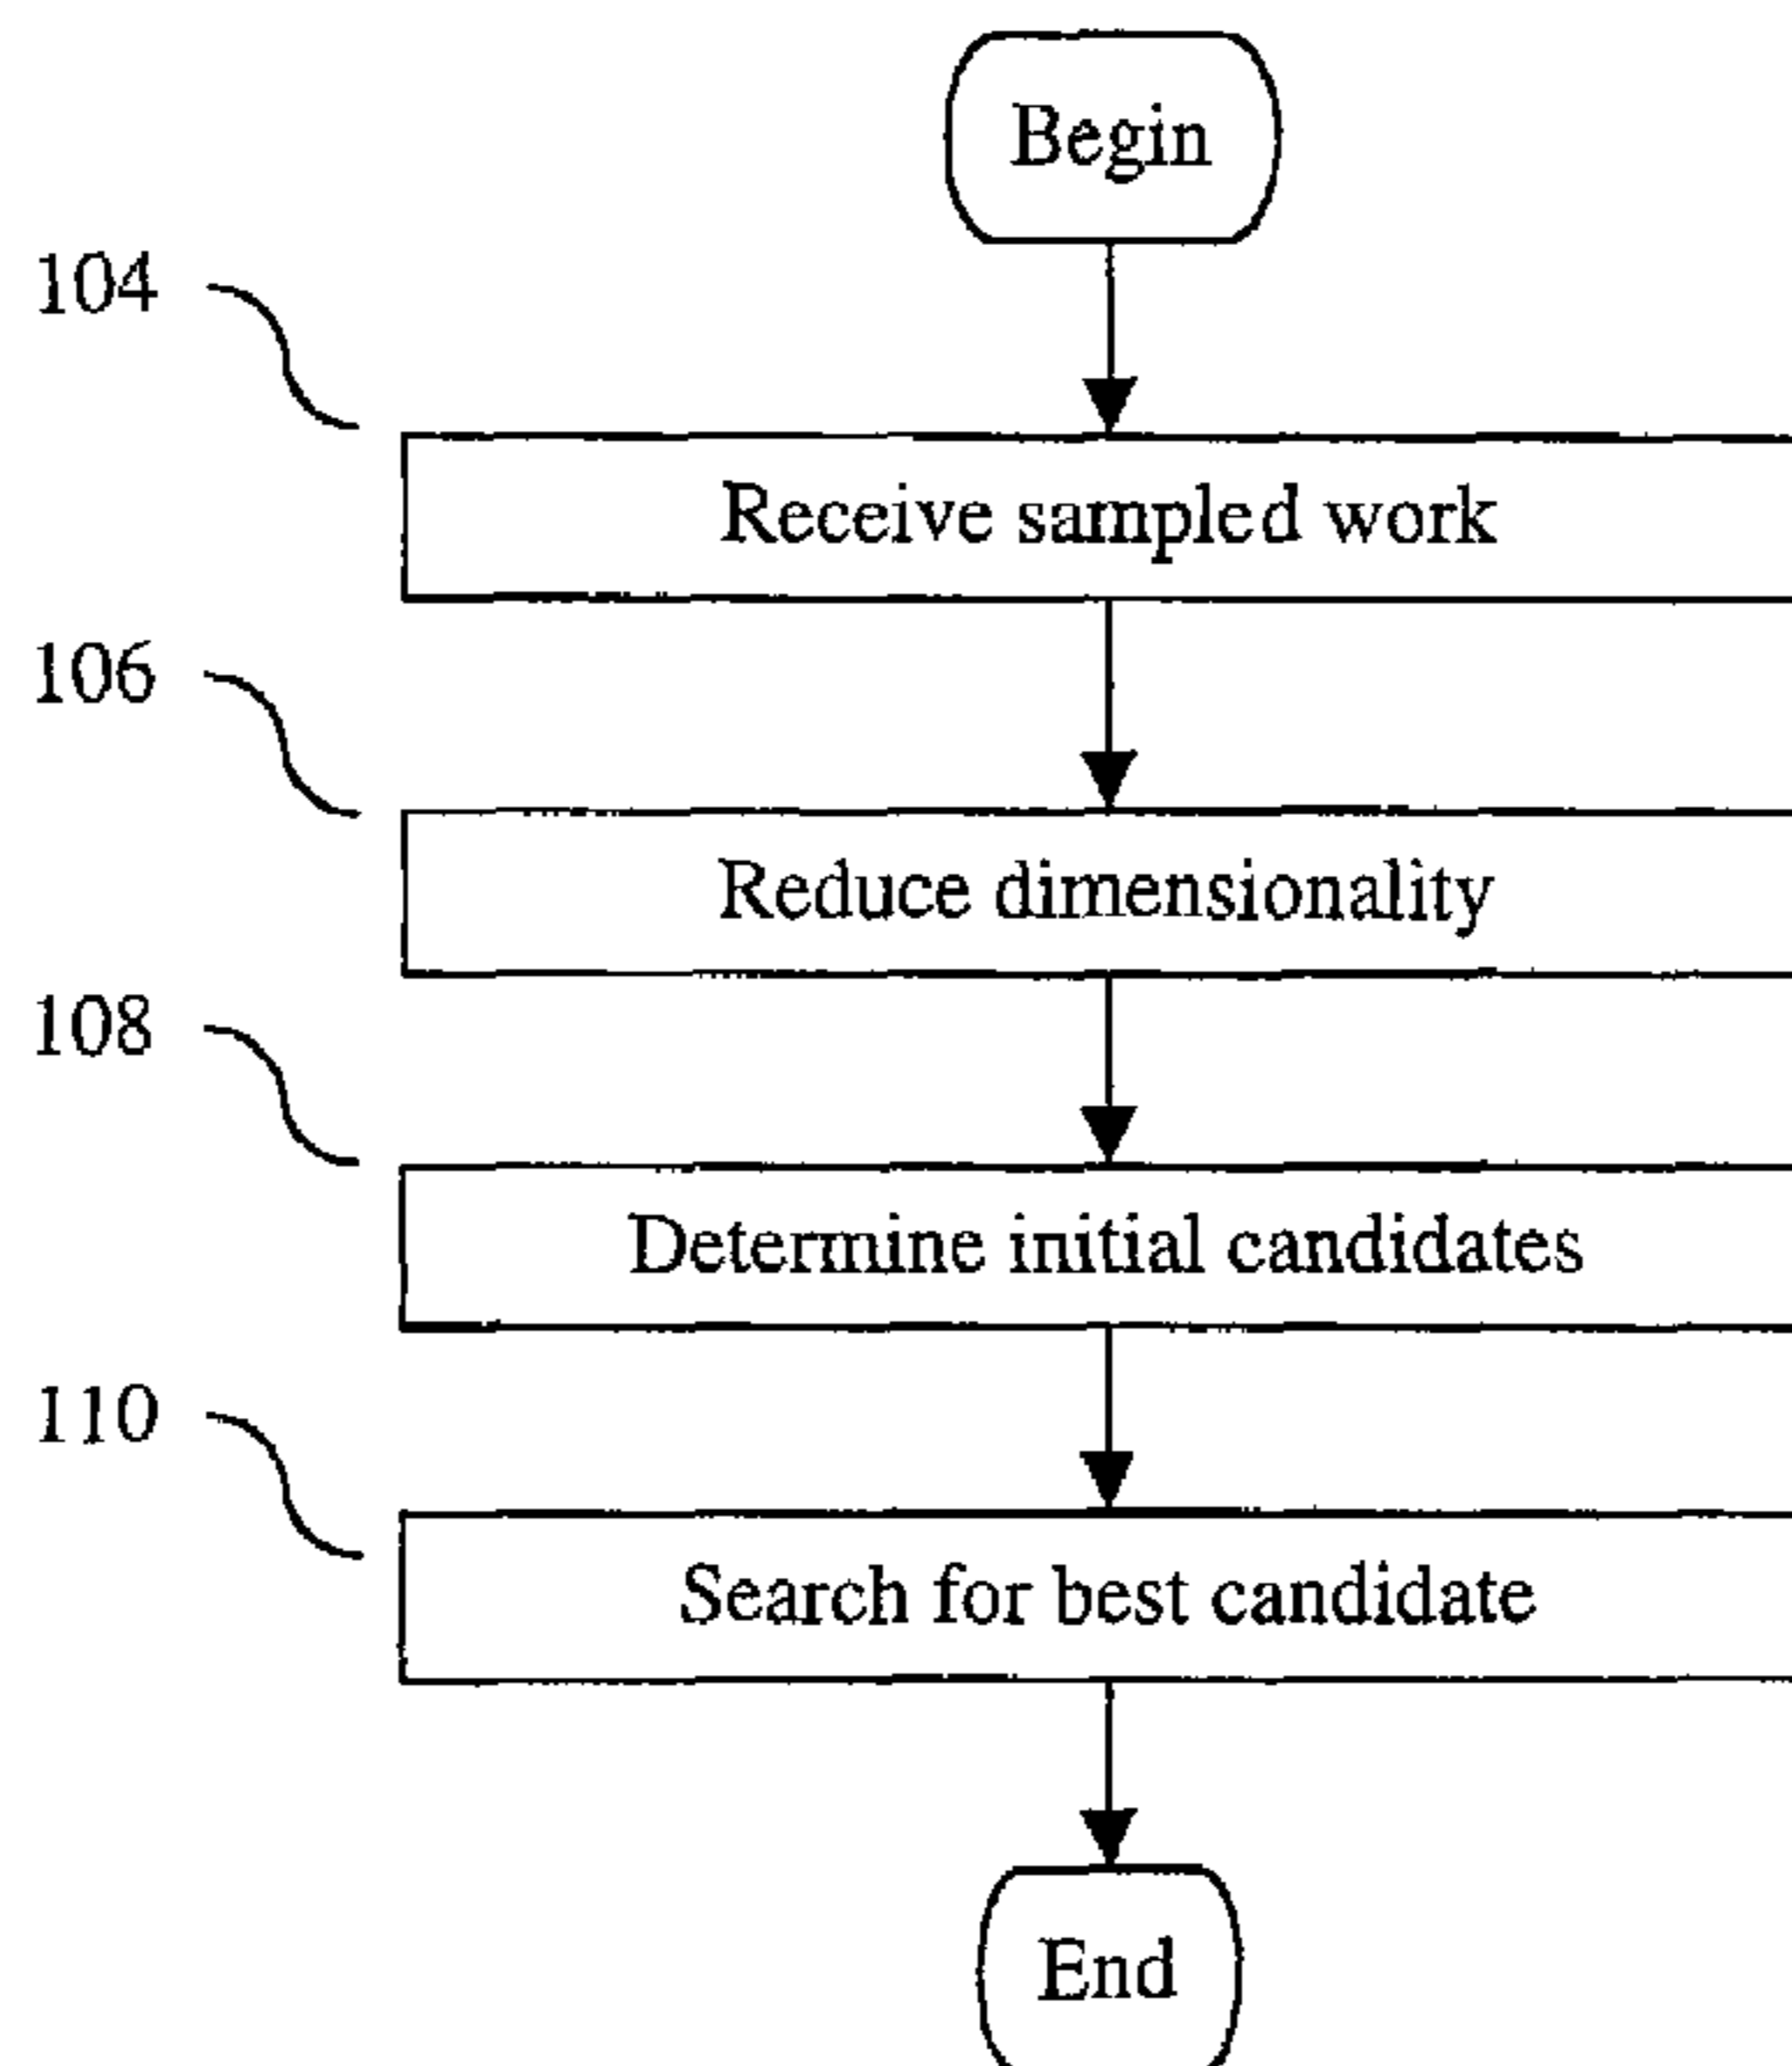 Begin
104
Receive sampled work
106
Reduce dimensionality
108
Determine initial candidates
110
Search for best candidate
End